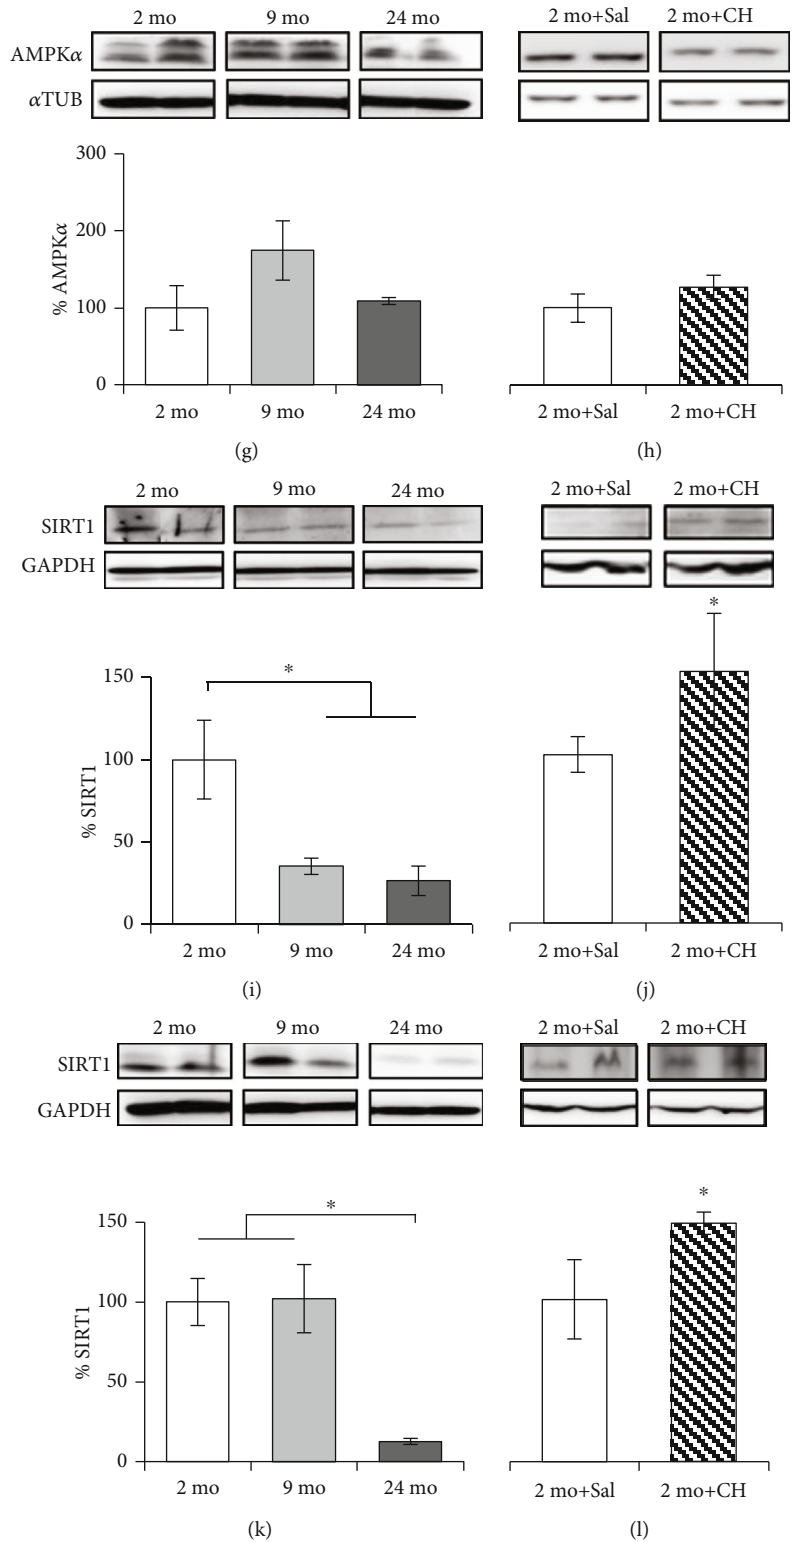 2 mo 9 mo 24 mo 2 mo+Sal 2 mo+CH
AMPKα
αTUB
300
200
100
0
% AMPKα
2 mo 9 mo 24 mo 2 mo+Sal 2 mo+CH
(g) (h)
2 mo 9 mo 24 mo 2 mo+Sal 2 mo+CH
SIRT1
GAPDH
*
150
*
100
50
0
% SIRT1
2 mo 9 mo 24 mo 2 mo+Sal 2 mo+CH
(i) (j)
2 mo 9 mo 24 mo 2 mo+Sal 2 mo+CH
SIRT1
GAPDH
* *
150
100
50
0
% SIRT1
2 mo 9 mo 24 mo 2 mo+Sal 2 mo+CH
(k) (l)